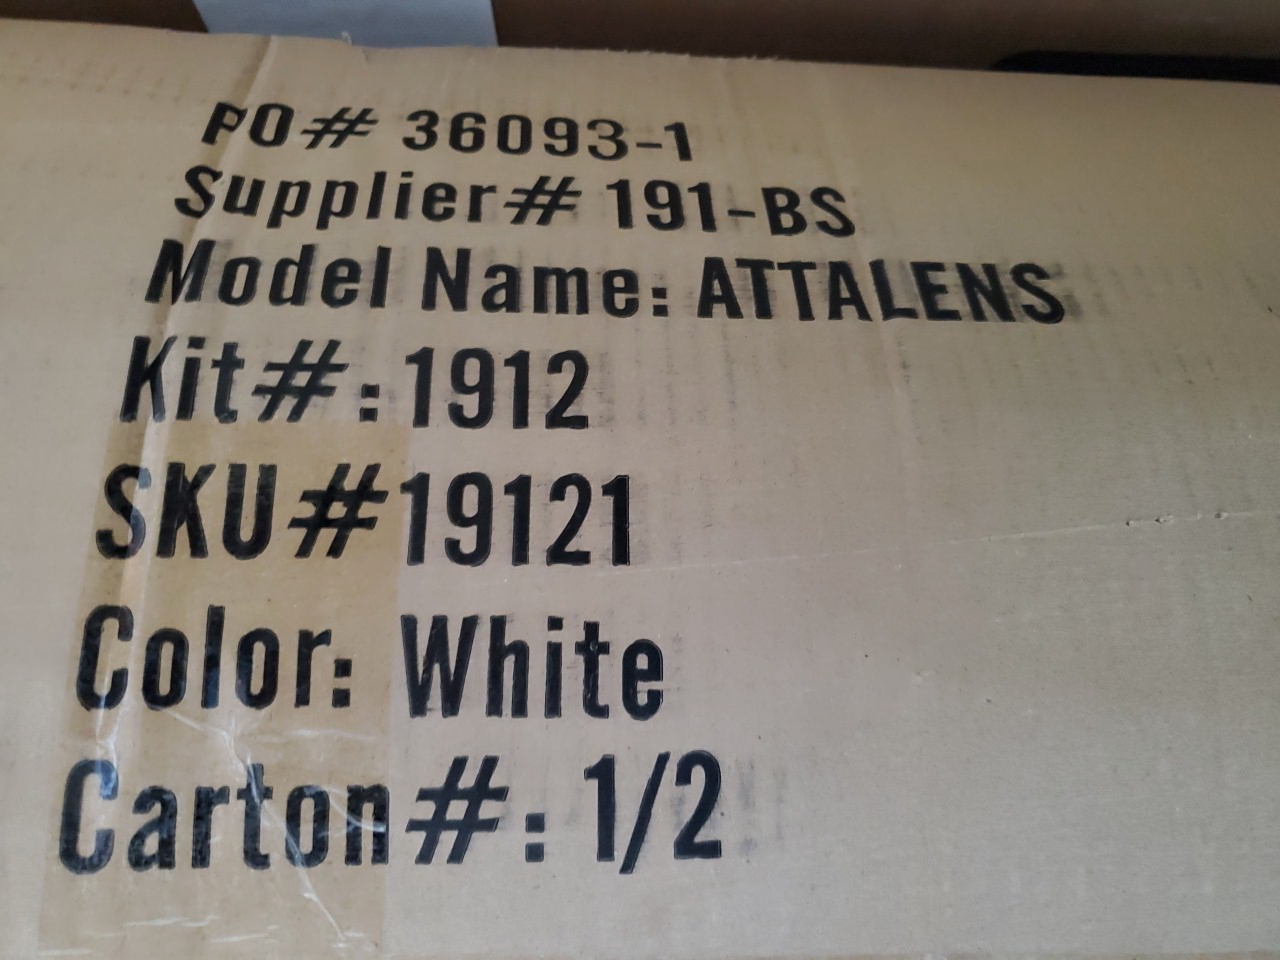 PO# 36093-1
Supplier# 191-BS
Model Name: ATTALENS
Kit#: 1912
SKU#19121
Color: White
Carton#: 1/2